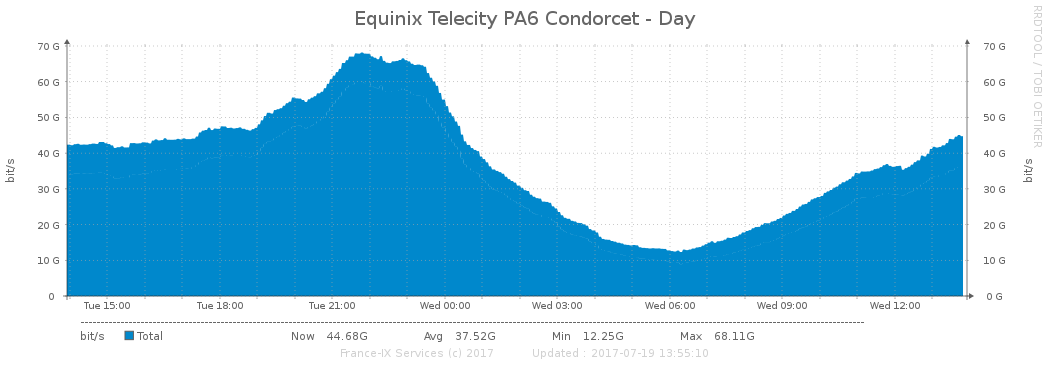 Equinix Telecity PA6 Condorcet - Day
RRDTOOL / TOBI OETIKER
bit/s
70 G 70 G
60 G 60 G
50 G 50 G
40 G 40 G
30 G 30 G
20 G 20 G
10 G 10 G
0 0 G
bit/s
Tue 15:00 Tue 18:00 Tue 21:00 Wed 00:00 Wed 03:00 Wed 06:00 Wed 09:00 Wed 12:00
bit/s Total Now 44.68G Avg 37.52G Min 12.25G Max 68.11G
France-IX Services (c) 2017 Updated : 2017-07-19 13:55:10